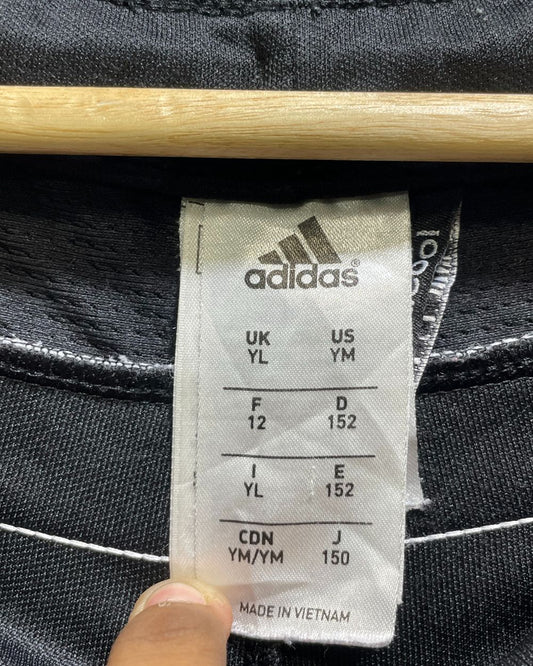 adidas®
UK US
YL YM
F D
12 152
I E
YL 152
CDN J
YM/YM 150
MADE IN VIETNAM